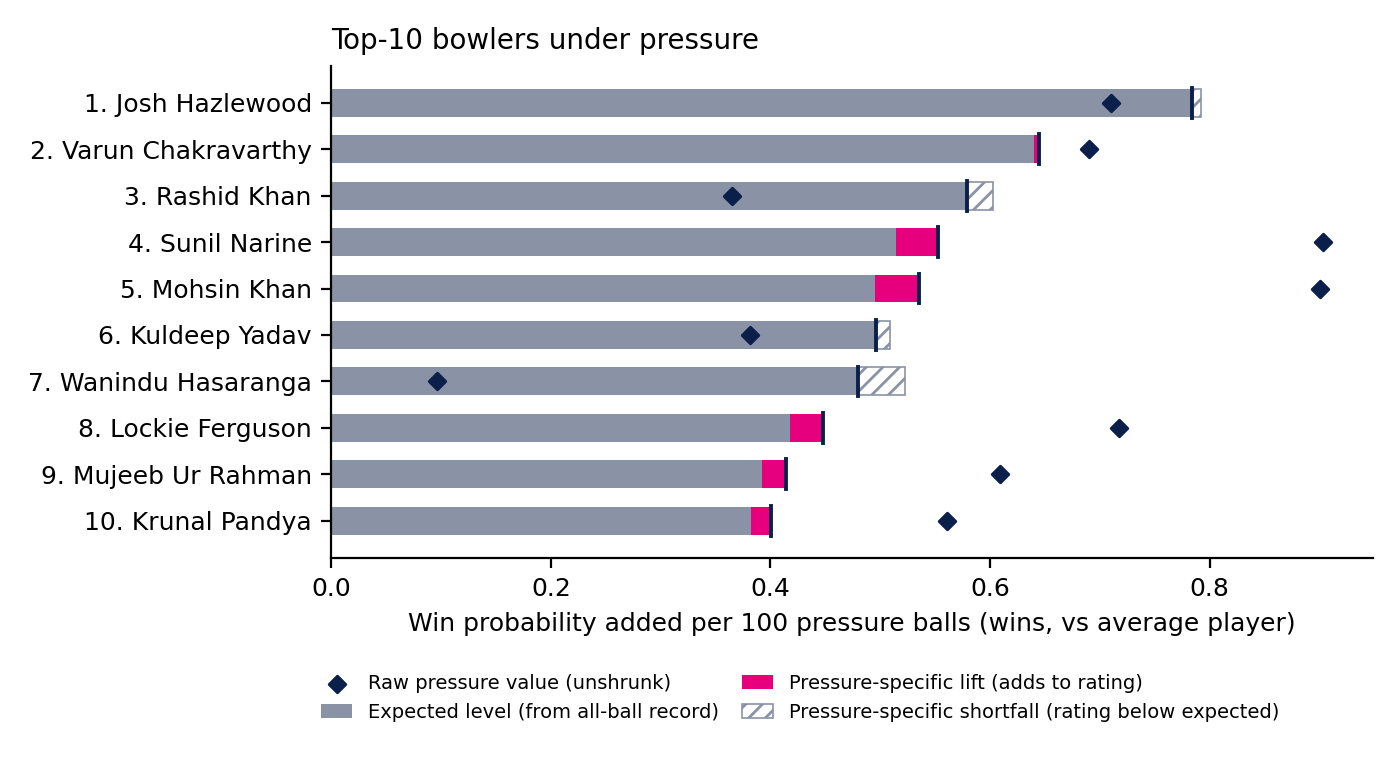 Top-10 bowlers under pressure
1. Josh Hazlewood
2. Varun Chakravarthy
3. Rashid Khan
4. Sunil Narine
5. Mohsin Khan
6. Kuldeep Yadav
7. Wanindu Hasaranga
8. Lockie Ferguson
9. Mujeeb Ur Rahman
10. Krunal Pandya
0.0 0.2 0.4 0.6 0.8
Win probability added per 100 pressure balls (wins, vs average player)
Raw pressure value (unshrunk)
Expected level (from all-ball record)
Pressure-specific lift (adds to rating)
Pressure-specific shortfall (rating below expected)